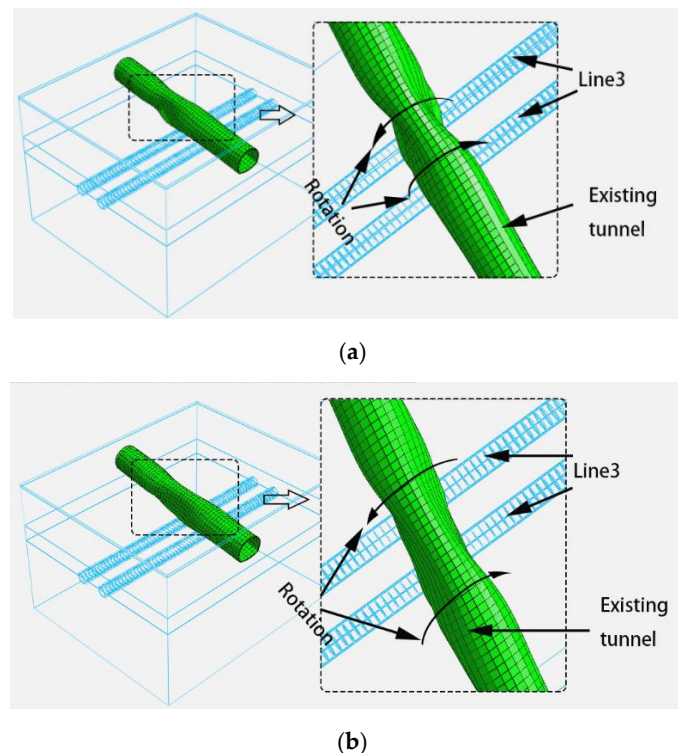 Line3
Rotation
Existing
tunnel
(a)
Line3
Rotation
Existing
tunnel
(b)